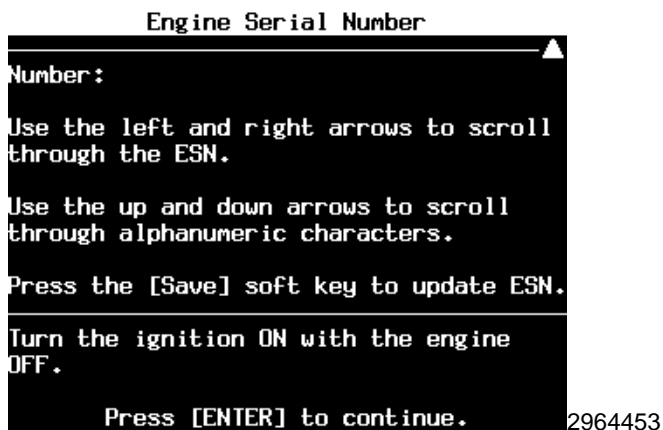 Engine Serial Number
Number:
Use the left and right arrows to scroll
through the ESN.
Use the up and down arrows to scroll
through alphanumeric characters.
Press the [Save] soft key to update ESN.
Turn the ignition ON with the engine
OFF.
Press [ENTER] to continue.
2964453